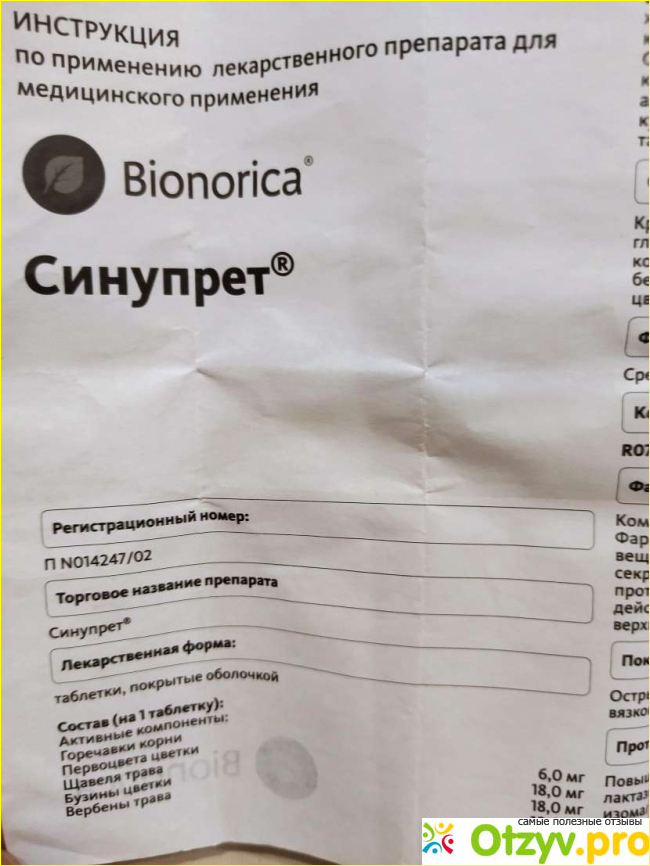 ИНСТРУКЦИЯ
по применению лекарственного препарата для
медицинского применения
Bionorica®
Синупрет®
Регистрационный номер:
П N014247/02
Торговое название препарата
Синупрет®
Лекарственная форма:
таблетки, покрытые оболочкой
Состав (на 1 таблетку):
Активные компоненты:
Горечавки корни
Первоцвета цветки
Щавеля трава
Бузины цветки
Вербены трава
6,0 мг
18,0 мг
18,0 мг
R07
самые полезные отзывы
Otzyv.pro